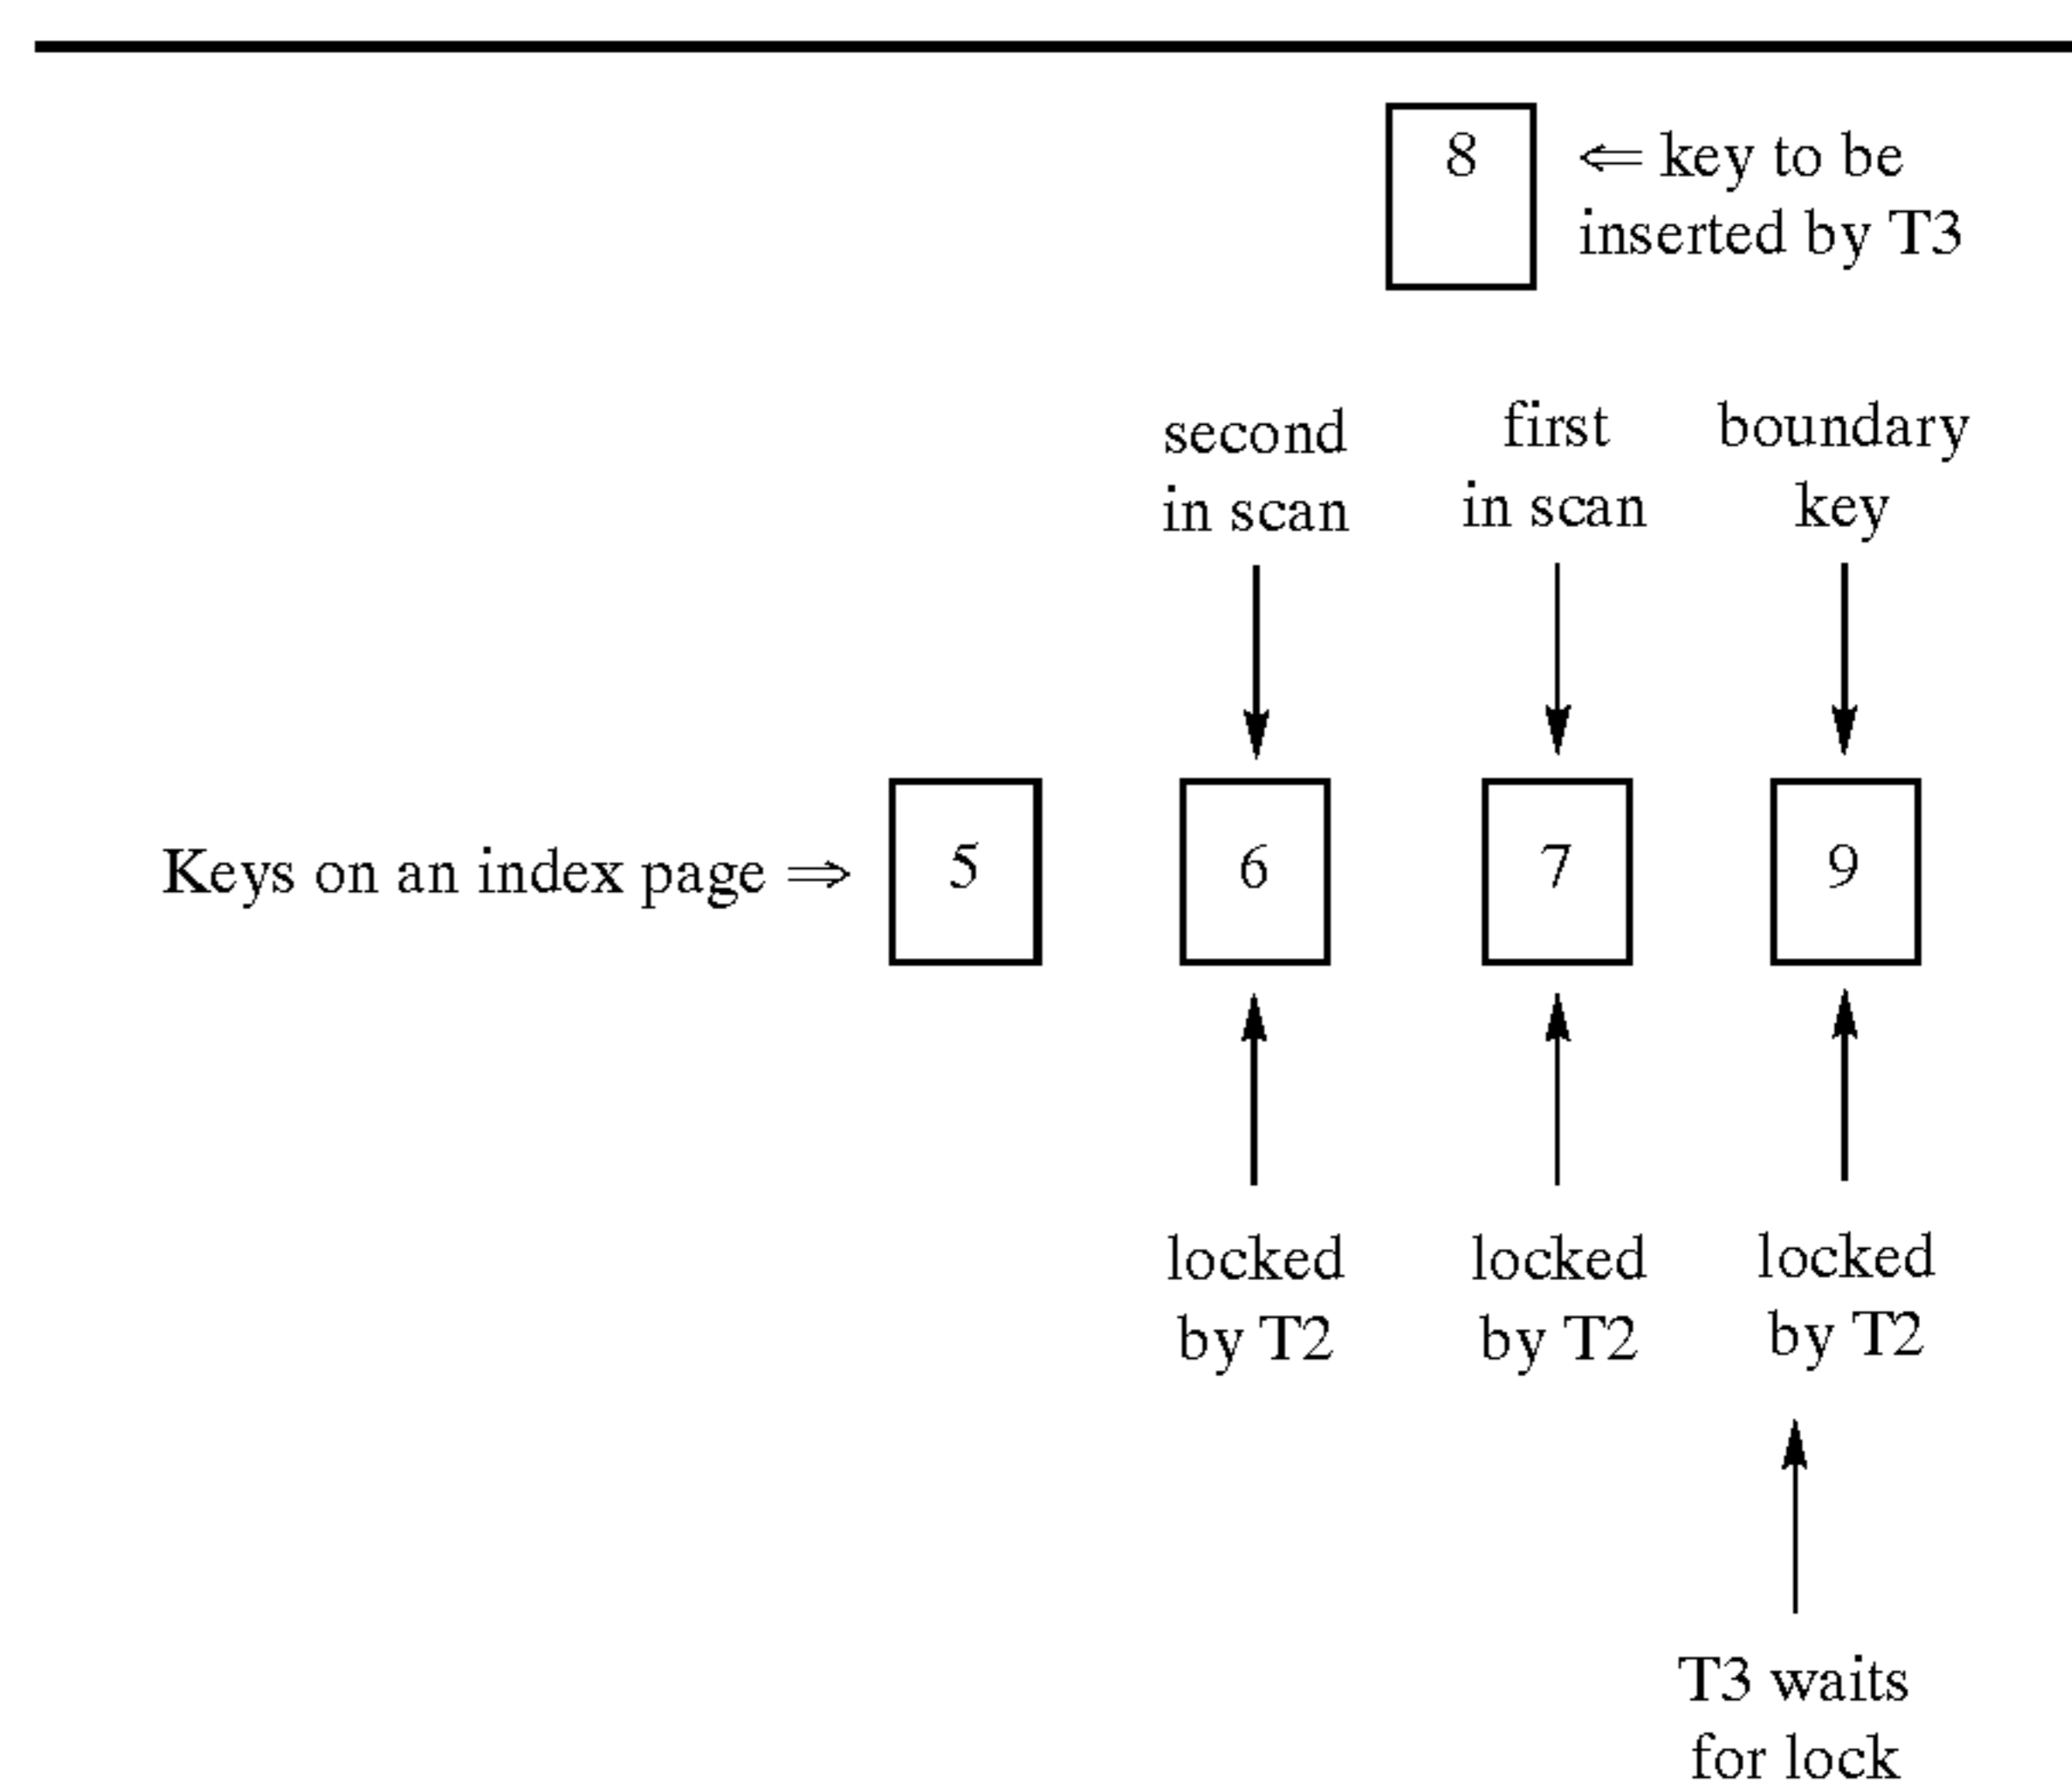 8
⇐ key to be
inserted by T3
second
in scan
first
in scan
boundary
key
Keys on an index page ⇒
5
6
7
9
locked
by T2
locked
by T2
locked
by T2
T3 waits
for lock